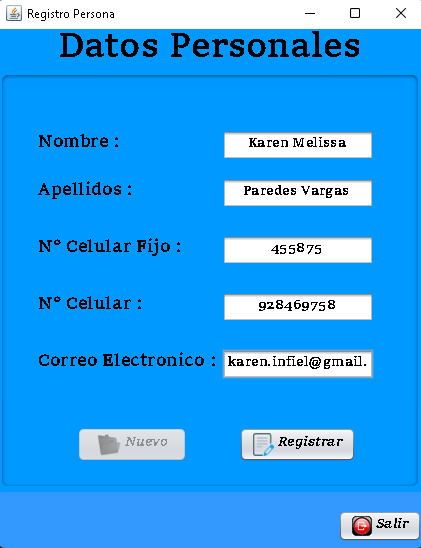 Registro Persona
Datos Personales
Nombre : Karen Melissa
Apellidos : Paredes Vargas
N° Celular Fijo : 455875
N° Celular : 928469758
Correo Electronico : karen.infiel@gmail.
Nuevo Registrar
Salir